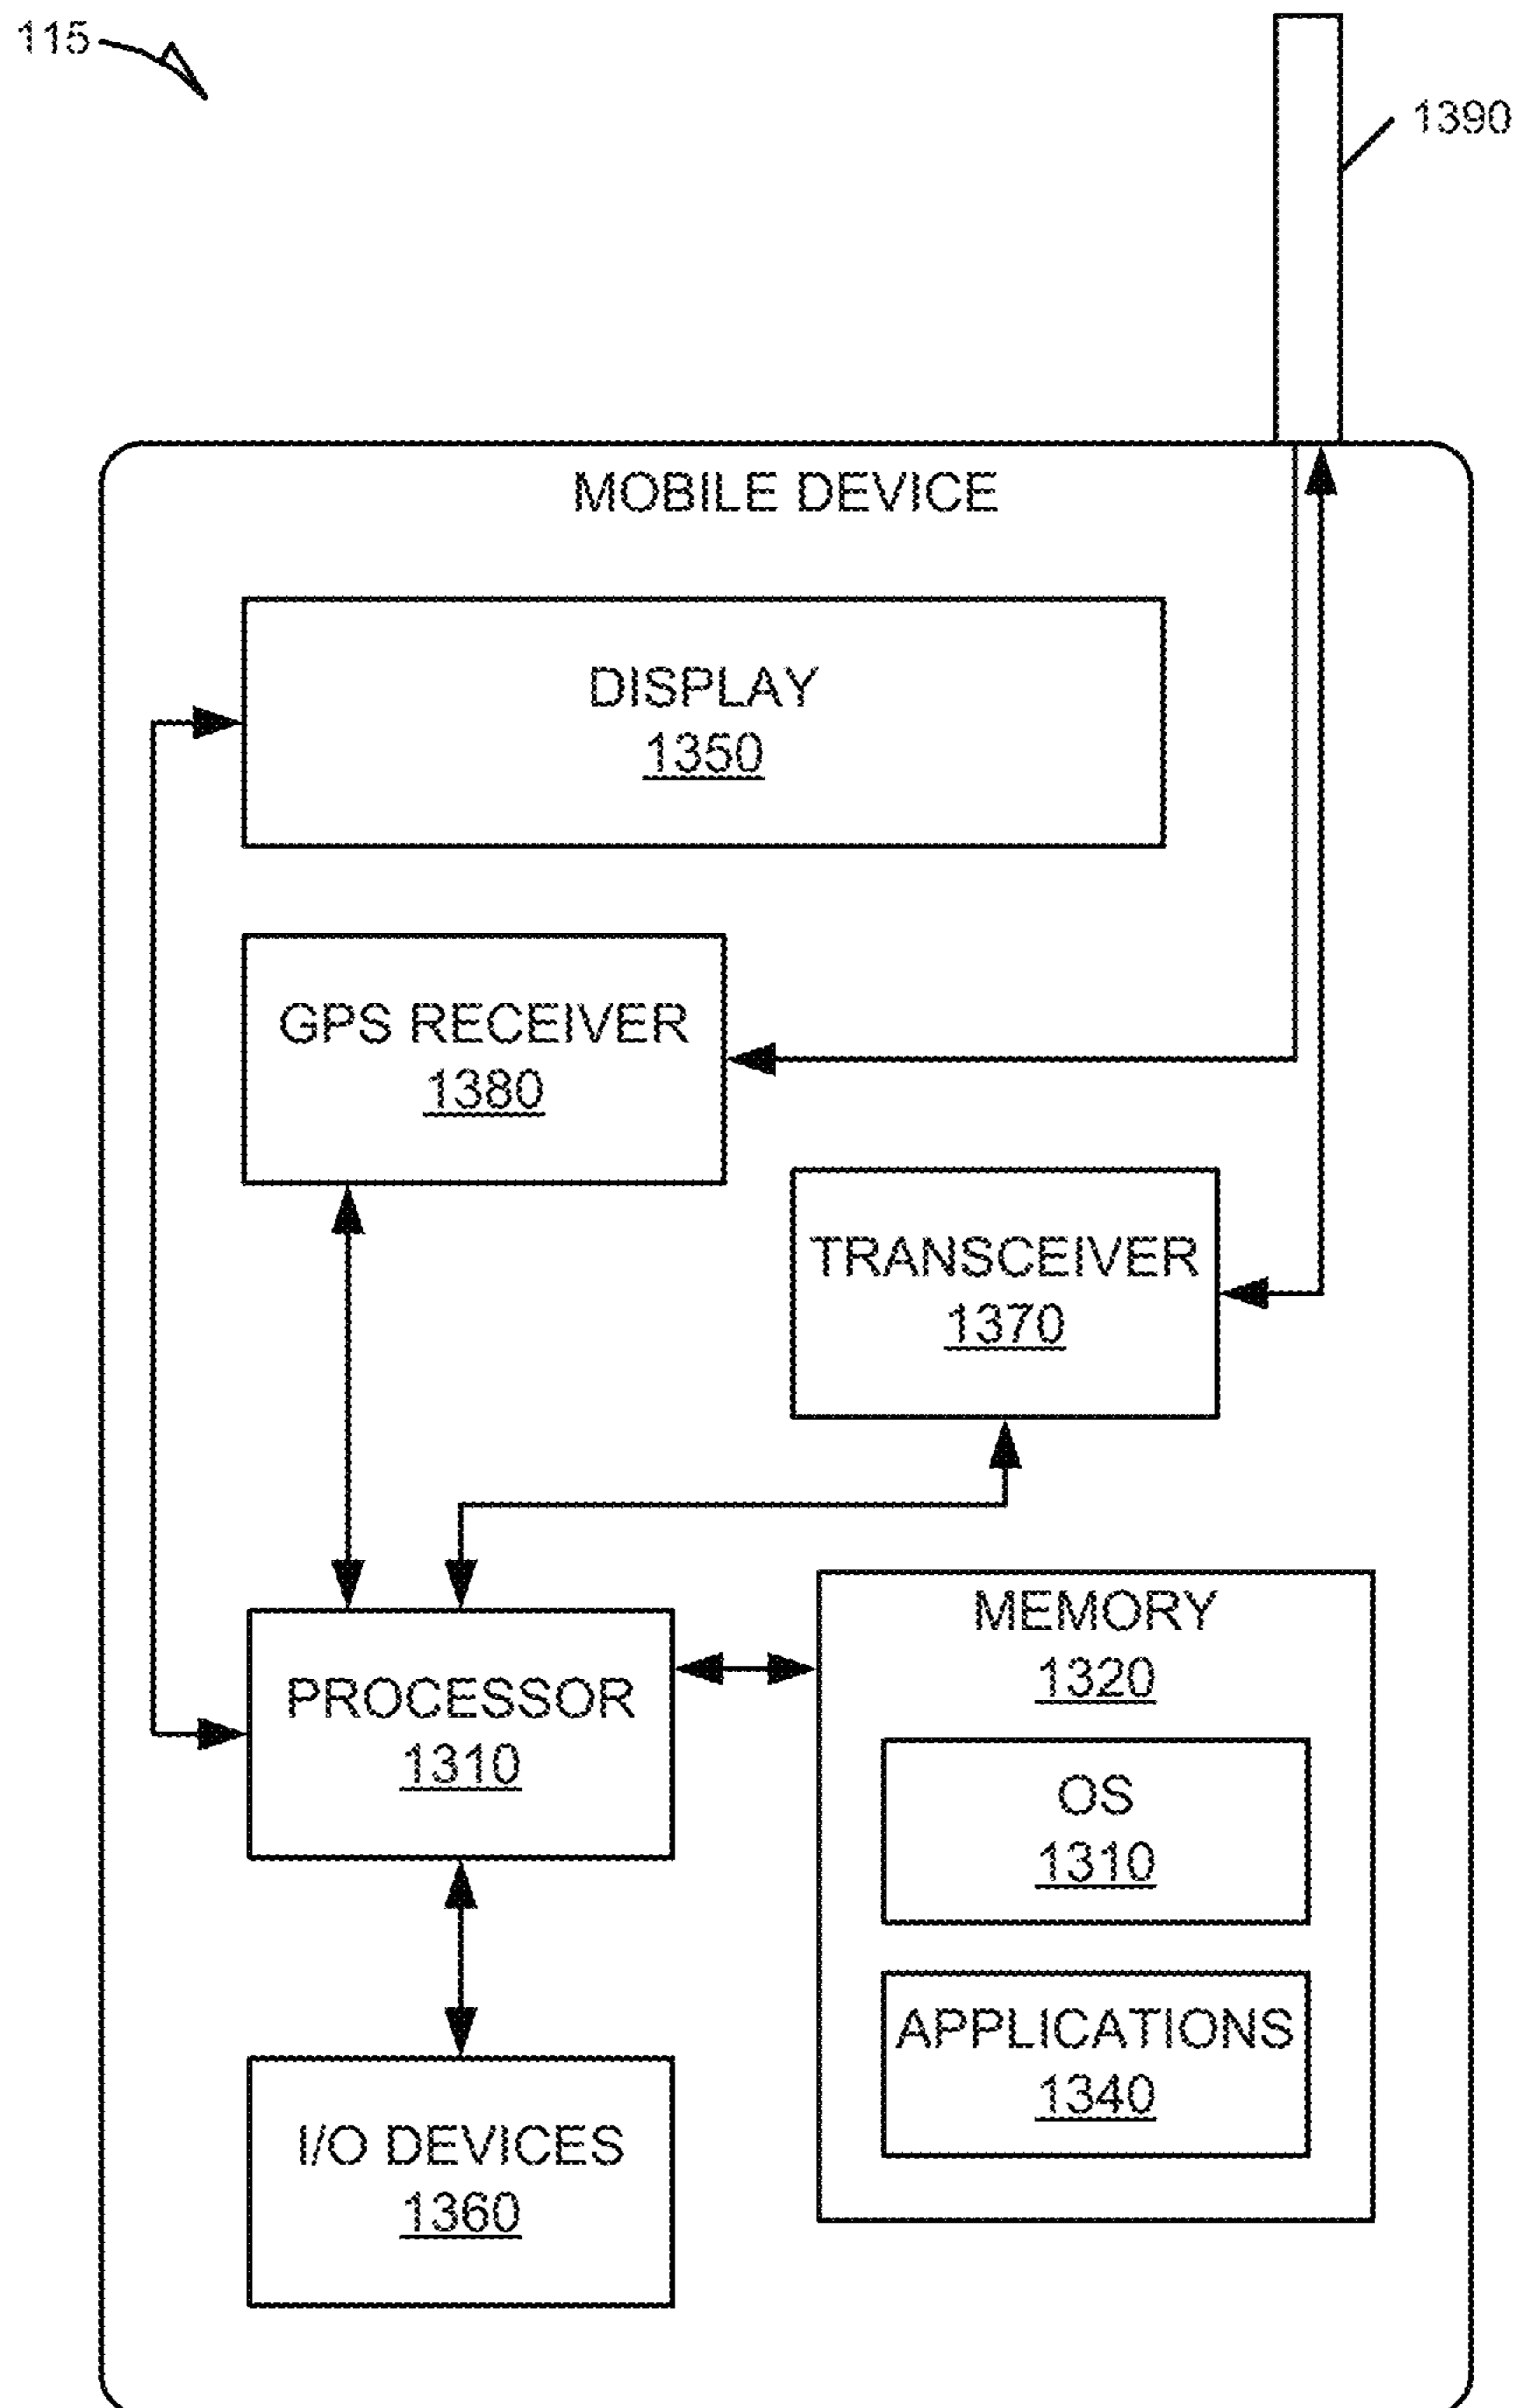 115
1390
MOBILE DEVICE
DISPLAY
1350
GPS RECEIVER
1380
TRANSCEIVER
1370
PROCESSOR
1310
MEMORY
1320
OS
1310
APPLICATIONS
1340
I/O DEVICES
1360